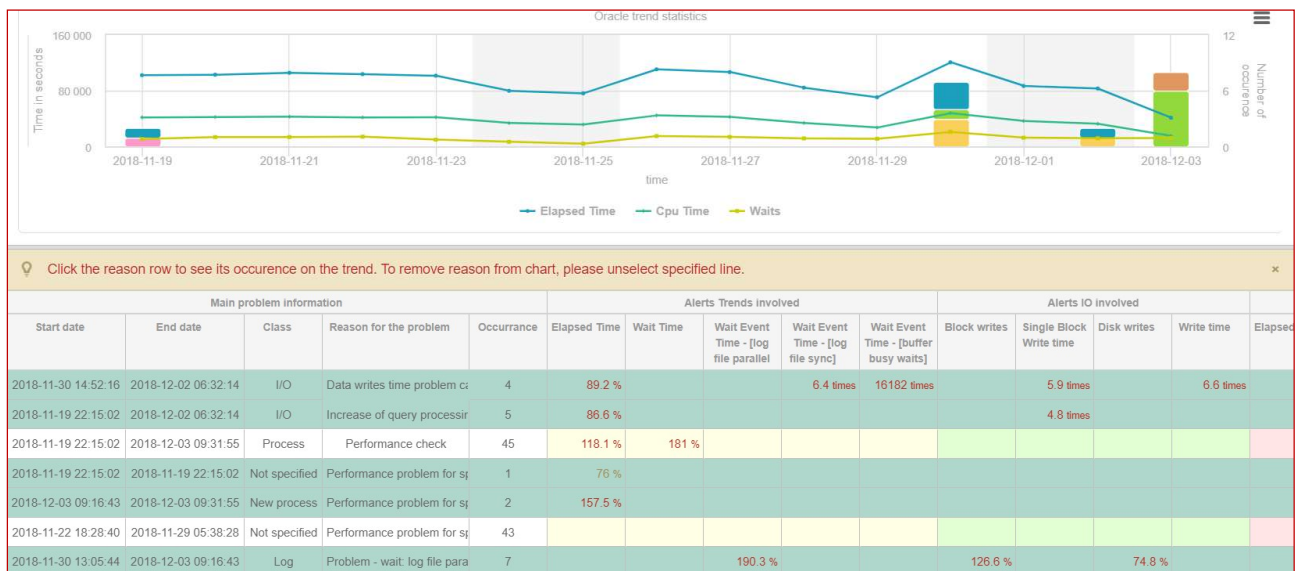 Oracle trend statistics
160 000
80 000
0
Time in seconds
12
6
0
Number of
occurence
2018-11-19 2018-11-21 2018-11-23 2018-11-25 2018-11-27 2018-11-29 2018-12-01 2018-12-03
time
Elapsed Time Cpu Time Waits
Click the reason row to see its occurence on the trend. To remove reason from chart, please unselect specified line. ×
Main problem information Alerts Trends involved Alerts IO involved
Start date End date Class Reason for the problem Occurrance Elapsed Time Wait Time Wait Event Time - [log file parallel Wait Event Time - [log file sync] Wait Event Time - [buffer busy waits] Block writes Single Block Write time Disk writes Write time Elapsed
2018-11-30 14:52:16 2018-12-02 06:32:14 I/O Data writes time problem ca 4 89.2 % 6.4 times 16182 times 5.9 times 6.6 times
2018-11-19 22:15:02 2018-12-02 06:32:14 I/O Increase of query processin 5 86.6 % 4.8 times
2018-11-19 22:15:02 2018-12-03 09:31:55 Process Performance check 45 118.1 % 181 %
2018-11-19 22:15:02 2018-11-19 22:15:02 Not specified Performance problem for sp 1 76 %
2018-12-03 09:16:43 2018-12-03 09:31:55 New process Performance problem for sp 2 157.5 %
2018-11-22 18:28:40 2018-11-29 05:38:28 Not specified Performance problem for sp 43
2018-11-30 13:05:44 2018-12-03 09:16:43 Log Problem - wait: log file para 7 190.3 % 126.6 % 74.8 %